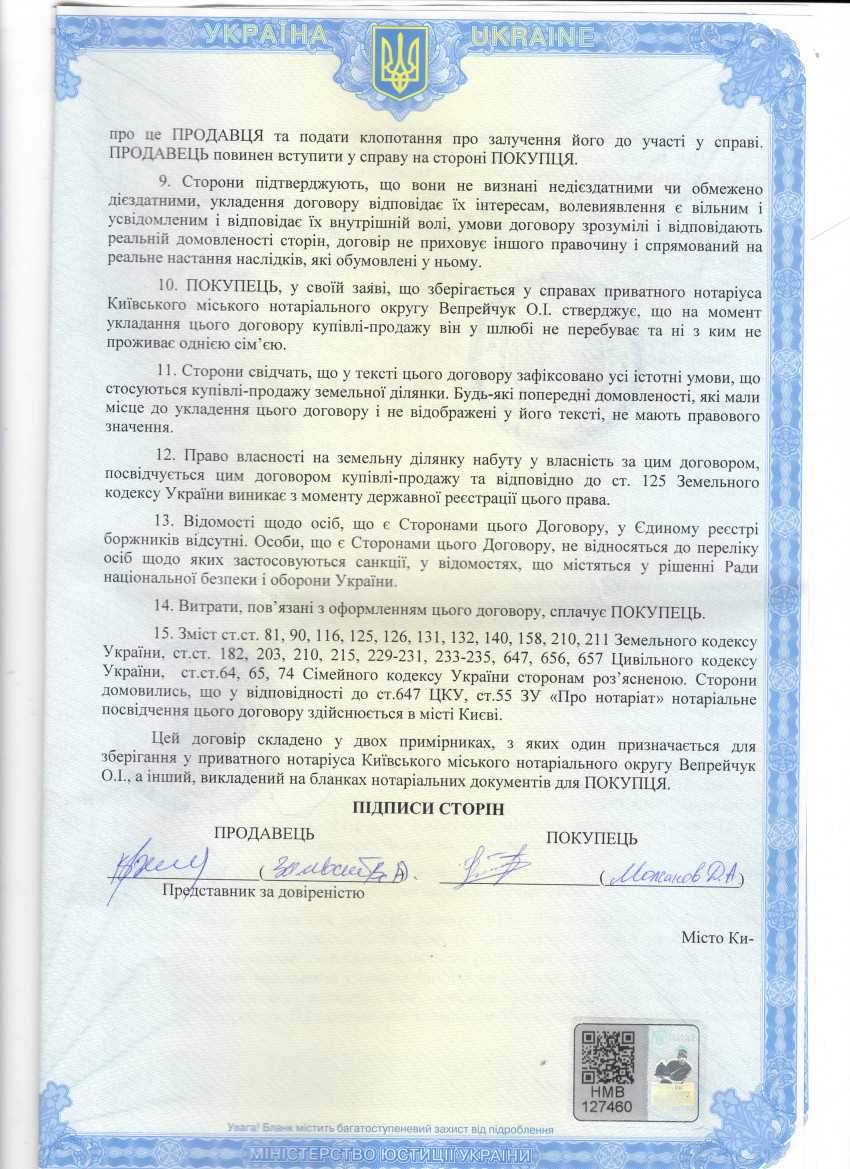 УКРАЇНА UKRAINE
про це ПРОДАВЦЯ та подати клопотання про залучення його до участі у справі.
ПРОДАВЕЦЬ повинен вступити у справу на стороні ПОКУПЦЯ.
9. Сторони підтверджують, що вони не визнані недієздатними чи обмежено
дієздатними, укладення договору відповідає їх інтересам, волевиявлення є вільним і
усвідомленим і відповідає їх внутрішній волі, умови договору зрозумілі і відповідають
реальній домовленості сторін, договір не приховує іншого правочину і спрямований на
реальне настання наслідків, які обумовлені у ньому.
10. ПОКУПЕЦЬ, у своїй заяві, що зберігається у справах приватного нотаріуса
Київського міського нотаріального округу Вепрейчук О.І. стверджує, що на момент
укладання цього договору купівлі-продажу він у шлюбі не перебуває та ні з ким не
проживає однією сім’єю.
11. Сторони свідчать, що у тексті цього договору зафіксовано усі істотні умови, що
стосуються купівлі-продажу земельної ділянки. Будь-які попередні домовленості, які мали
місце до укладення цього договору і не відображені у його тексті, не мають правового
значення.
12. Право власності на земельну ділянку набуту у власність за цим договором,
посвідчується цим договором купівлі-продажу та відповідно до ст. 125 Земельного
кодексу України виникає з моменту державної реєстрації цього права.
13. Відомості щодо осіб, що є Сторонами цього Договору, у Єдиному реєстрі
боржників відсутні. Особи, що є Сторонами цього Договору, не відносяться до переліку
осіб щодо яких застосовуються санкції, у відомостях, що містяться у рішенні Ради
національної безпеки і оборони України.
14. Витрати, пов’язані з оформленням цього договору, сплачує ПОКУПЕЦЬ.
15. Зміст ст.ст. 81, 90, 116, 125, 126, 131, 132, 140, 158, 210, 211 Земельного кодексу
України, ст.ст. 182, 203, 210, 215, 229-231, 233-235, 647, 656, 657 Цивільного кодексу
України, ст.ст.64, 65, 74 Сімейного кодексу України сторонам роз’ясненою. Сторони
домовились, що у відповідності до ст.647 ЦКУ, ст.55 ЗУ «Про нотаріат» нотаріальне
посвідчення цього договору здійснюється в місті Києві.
Цей договір складено у двох примірниках, з яких один призначається для
зберігання у приватного нотаріуса Київського міського нотаріального округу Вепрейчук
О.І., а інший, викладений на бланках нотаріальних документів для ПОКУПЦЯ.
ПІДПИСИ СТОРІН
ПРОДАВЕЦЬ ПОКУПЕЦЬ
( ) (Можанов Д.А.)
Представник за довіреністю
Місто Ки-
НМВ
127460
Увага! Бланк містить багатоступеневий захист від підроблення
МІНІСТЕРСТВО ЮСТИЦІЇ УКРАЇНИ